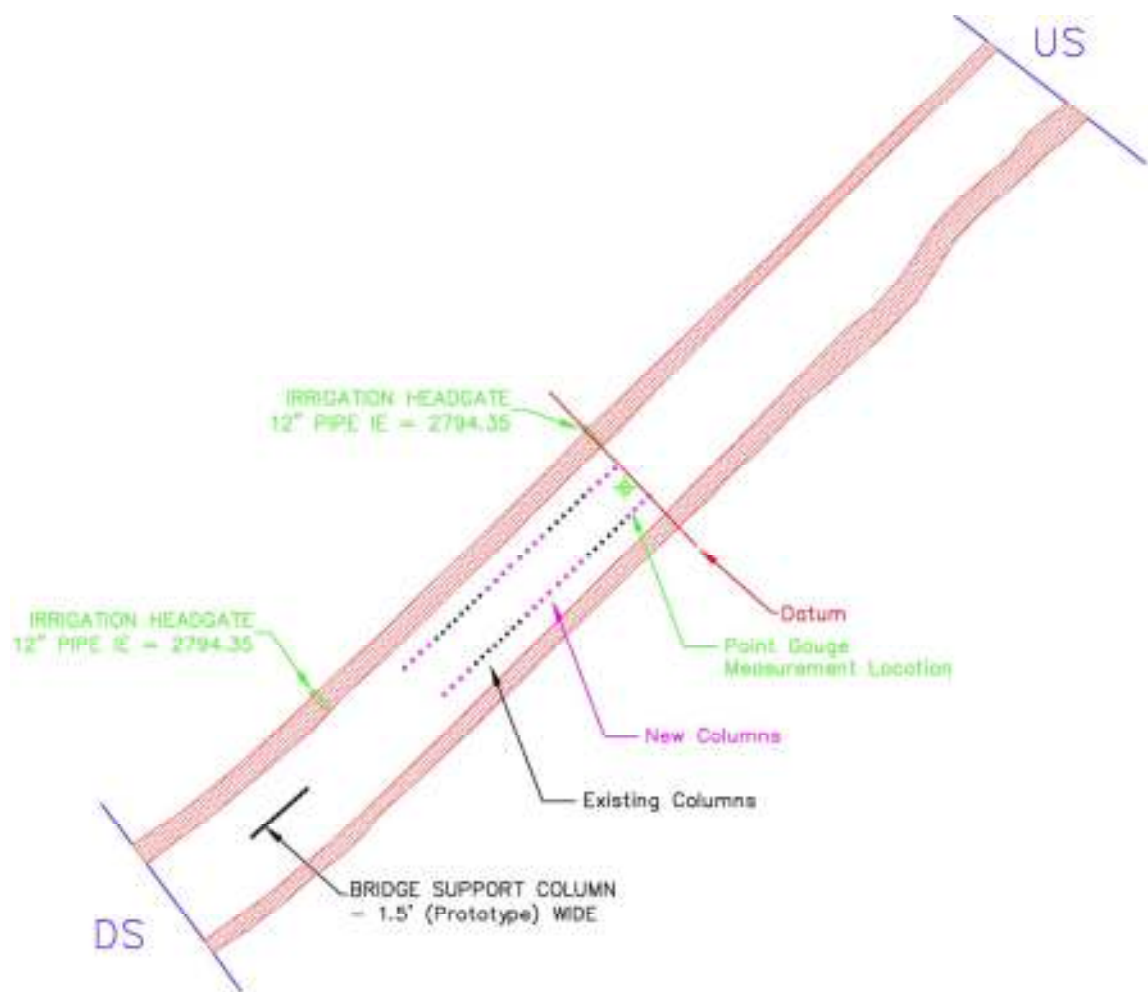 US
IRRIGATION HEADGATE
12" PIPE IE = 2794.35
IRRIGATION HEADGATE
12" PIPE IE = 2794.35
Datum
Point Gauge
Measurement Location
New Columns
Existing Columns
BRIDGE SUPPORT COLUMN
- 1.5' (Prototype) WIDE
DS